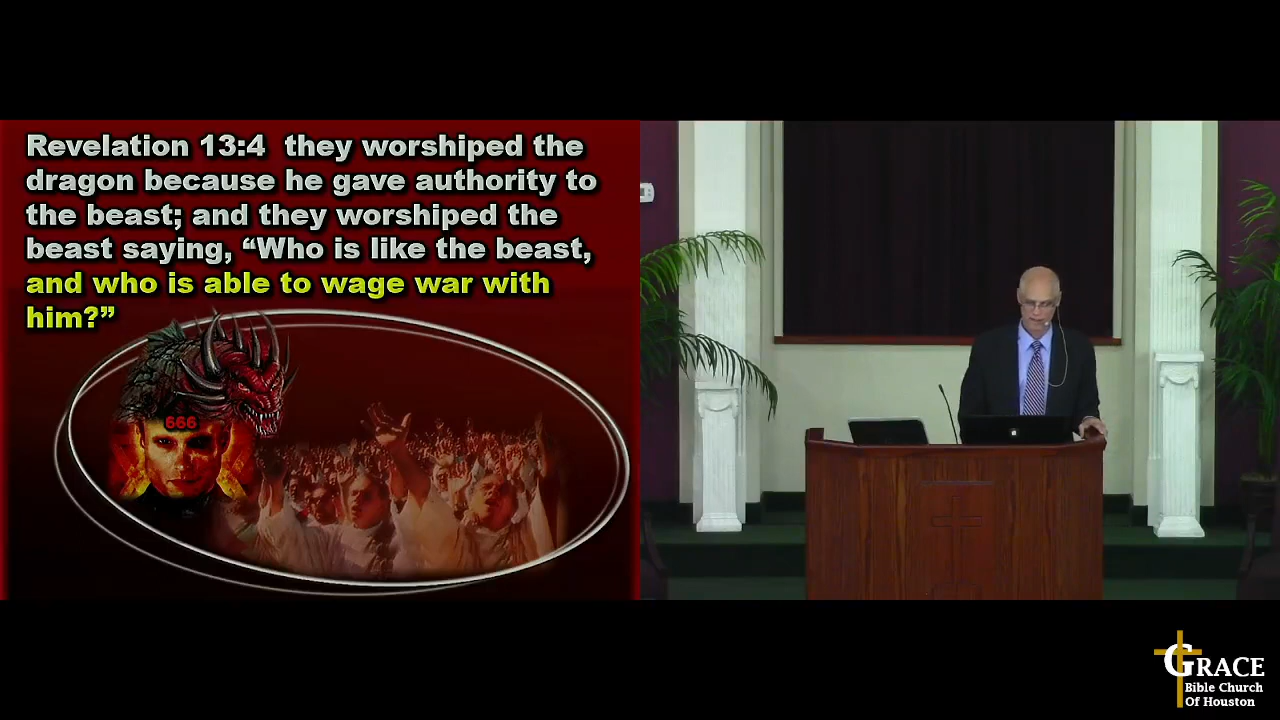 Revelation 13:4  they worshiped the
dragon because he gave authority to
the beast; and they worshiped the
beast saying, “Who is like the beast,
and who is able to wage war with
him?”
666
GRACE
Bible Church
Of Houston